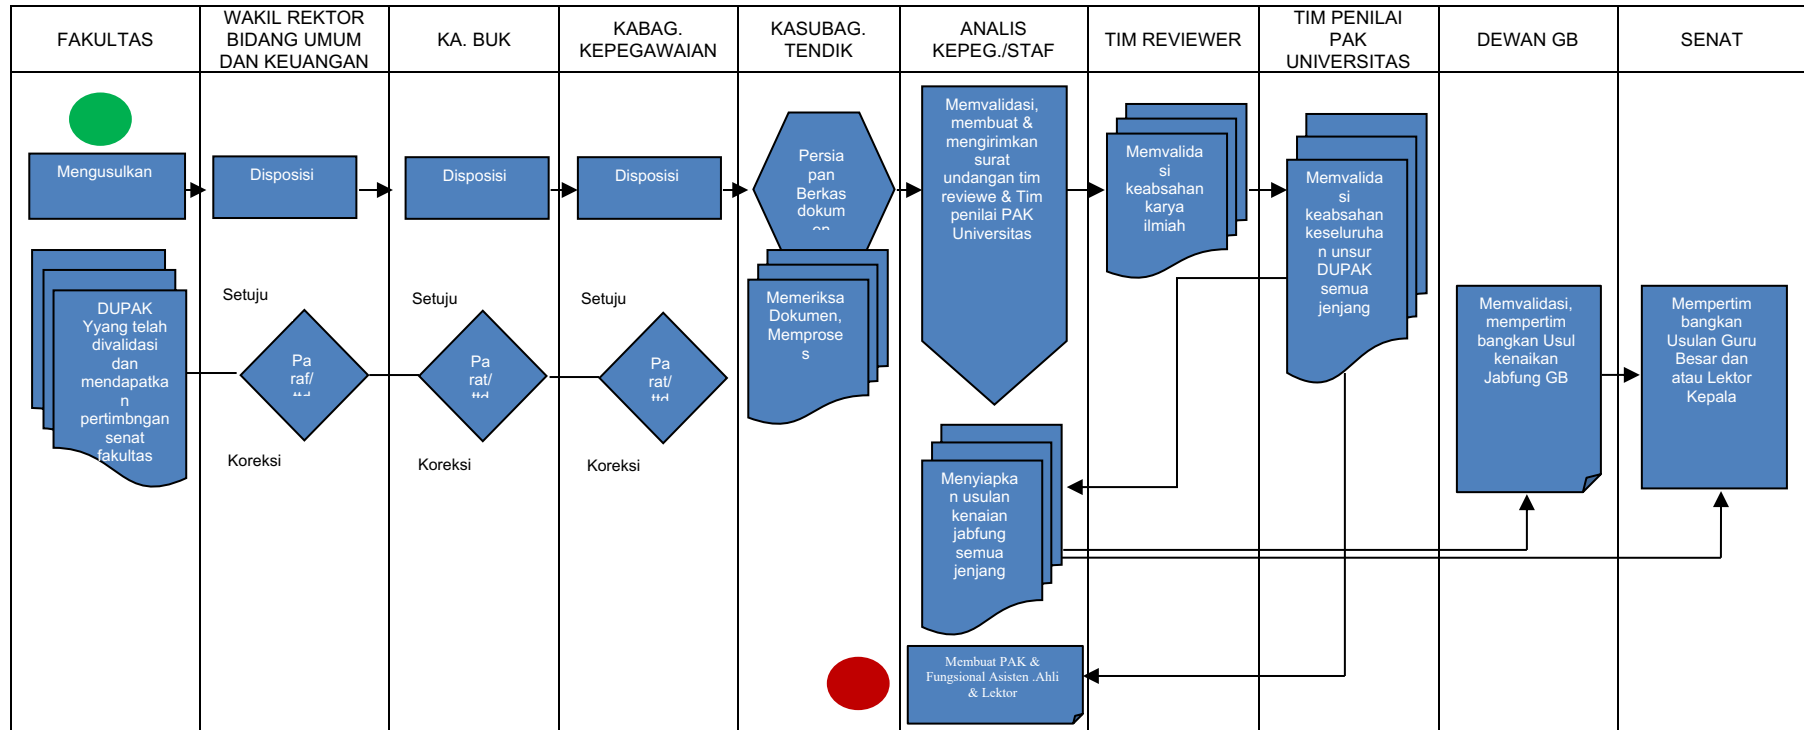 FAKULTAS
WAKIL REKTOR
BIDANG UMUM
DAN KEUANGAN
KA. BUK
KABAG.
KEPEGAWAIAN
KASUBAG.
TENDIK
ANALIS
KEPEG./STAF
TIM REVIEWER
TIM PENILAI
PAK
UNIVERSITAS
DEWAN GB
SENAT
Mengusulkan
Disposisi
Disposisi
Disposisi
Persia
pan
Berkas
dokum
en
Memvalidasi,
membuat &
mengirimkan
surat
undangan tim
reviewe & Tim
penilai PAK
Universitas
Memvalida
si
keabsahan
karya
ilmiah
Memvalida
si
keabsahan
keseluruha
n unsur
DUPAK
semua
jenjang
DUPAK
Yyang telah
divalidasi
dan
mendapatka
n
pertimbngan
senat
fakultas
Setuju
Pa
raf/
ttd
Koreksi
Setuju
Pa
rat/
ttd
Koreksi
Setuju
Pa
rat/
ttd
Koreksi
Memeriksa
Dokumen,
Memprose
s
Memvalidasi,
mempertim
bangkan Usul
kenaikan
Jabfung GB
Mempertim
bangkan
Usulan Guru
Besar dan
atau Lektor
Kepala
Menyiapka
n usulan
kenaian
jabfung
semua
jenjang
Membuat PAK &
Fungsional Asisten .Ahli
& Lektor